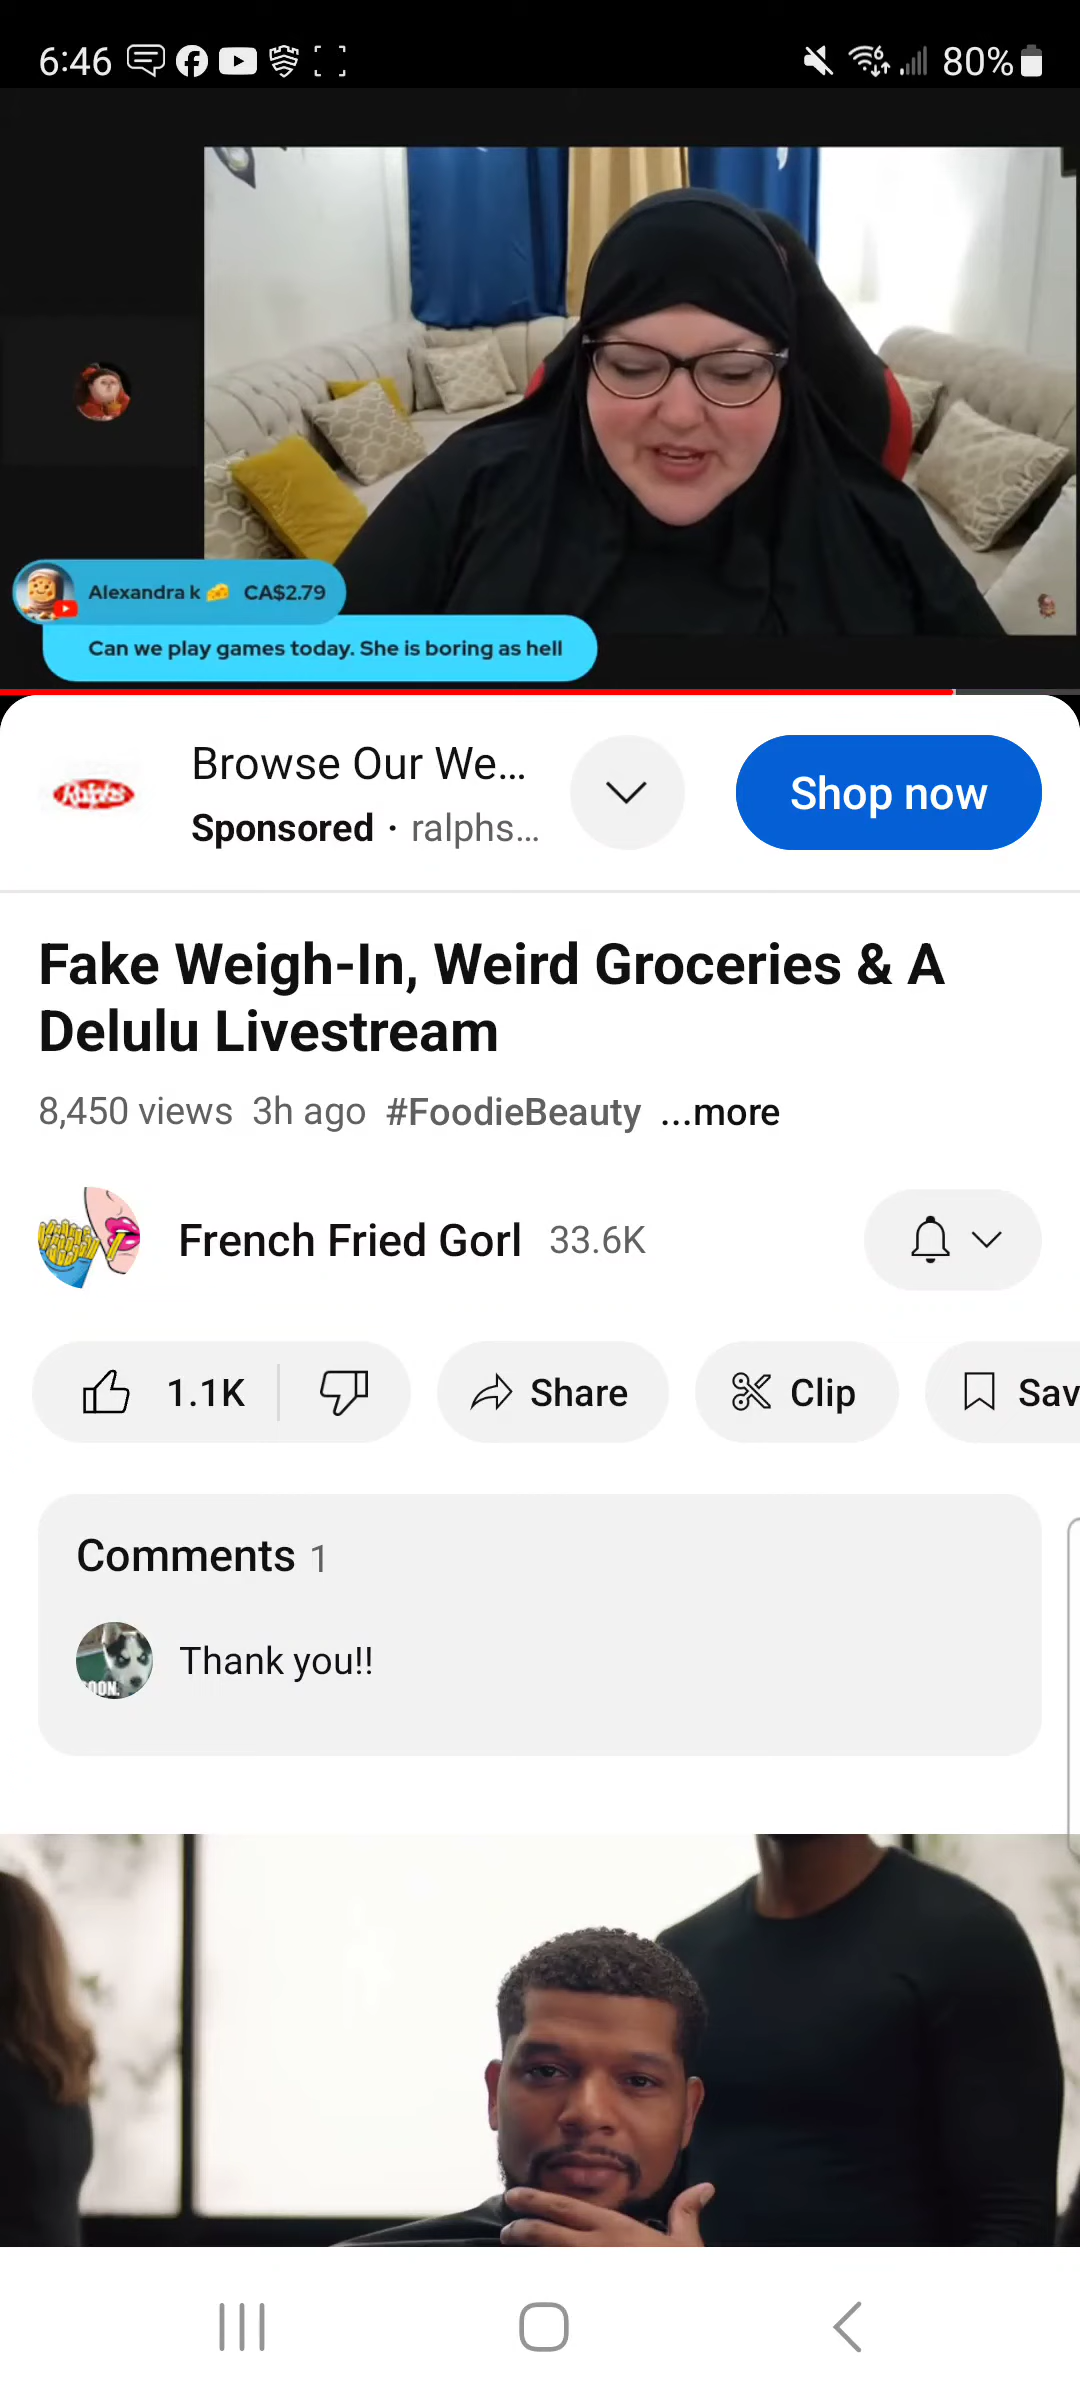 6:46
80%
Alexandra k CA$2.79
Can we play games today. She is boring as hell
Ralphs
Browse Our We...
Sponsored · ralphs...
Shop now
Fake Weigh-In, Weird Groceries & A
Delulu Livestream
8,450 views 3h ago #FoodieBeauty ...more
French Fried Gorl 33.6K
1.1K
Share
Clip
Sav
Comments 1
OON.
Thank you!!